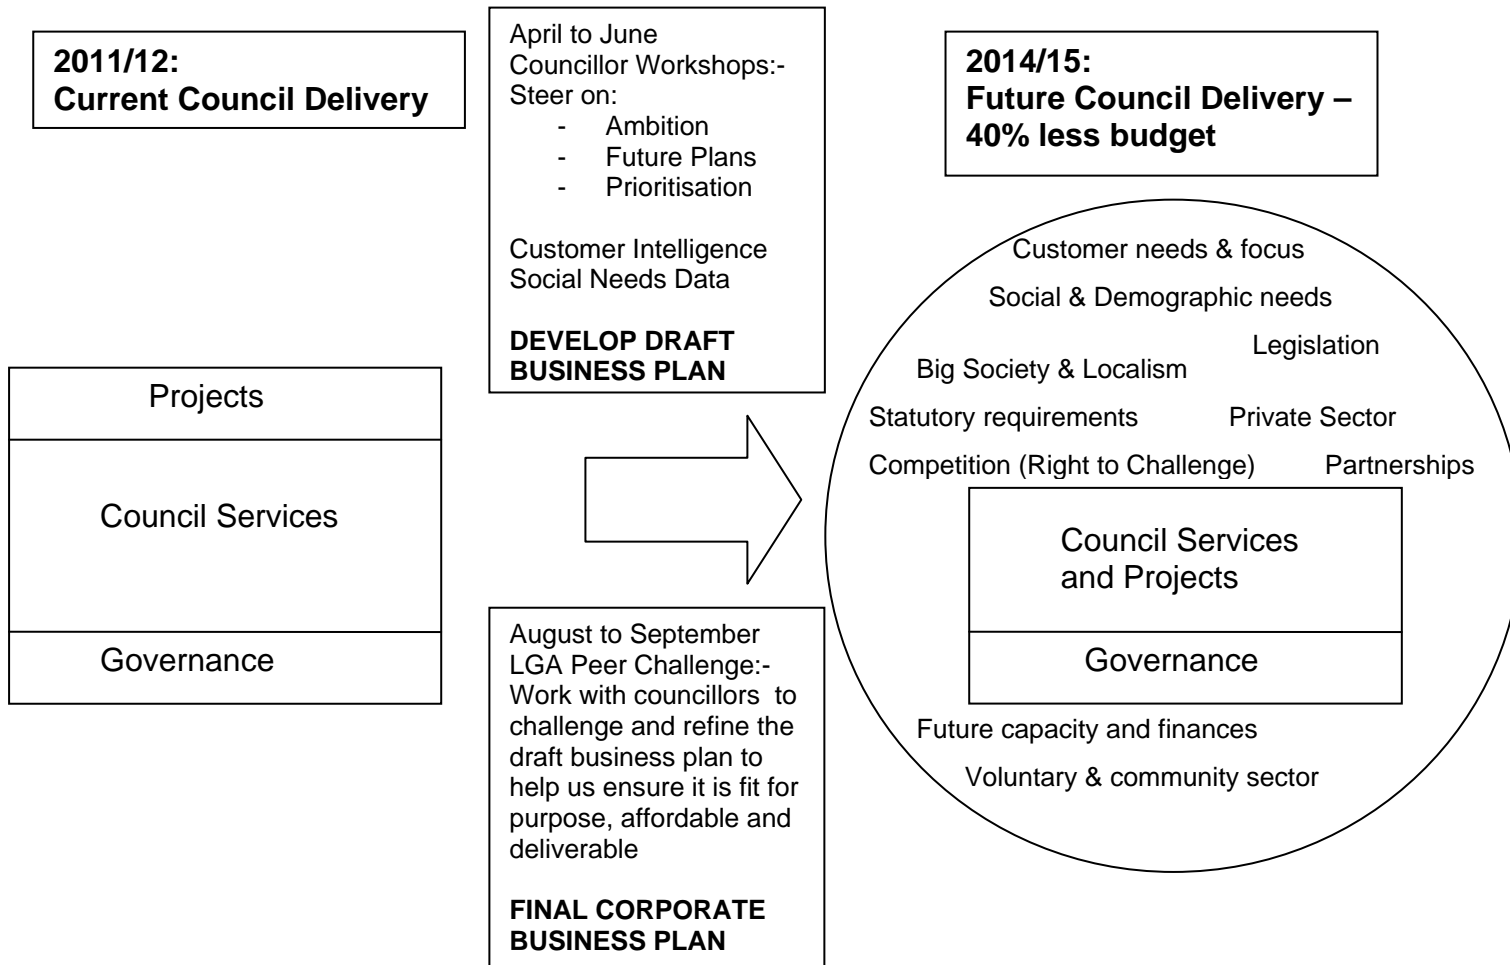 2011/12:
Current Council Delivery
Projects
Council Services
Governance
April to June
Councillor Workshops:-
Steer on:
- Ambition
- Future Plans
- Prioritisation
Customer Intelligence
Social Needs Data
DEVELOP DRAFT
BUSINESS PLAN
August to September
LGA Peer Challenge:-
Work with councillors to
challenge and refine the
draft business plan to
help us ensure it is fit for
purpose, affordable and
deliverable
FINAL CORPORATE
BUSINESS PLAN
2014/15:
Future Council Delivery –
40% less budget
Customer needs & focus
Social & Demographic needs
Legislation
Big Society & Localism
Statutory requirements
Private Sector
Competition (Right to Challenge)
Partnerships
Council Services
and Projects
Governance
Future capacity and finances
Voluntary & community sector